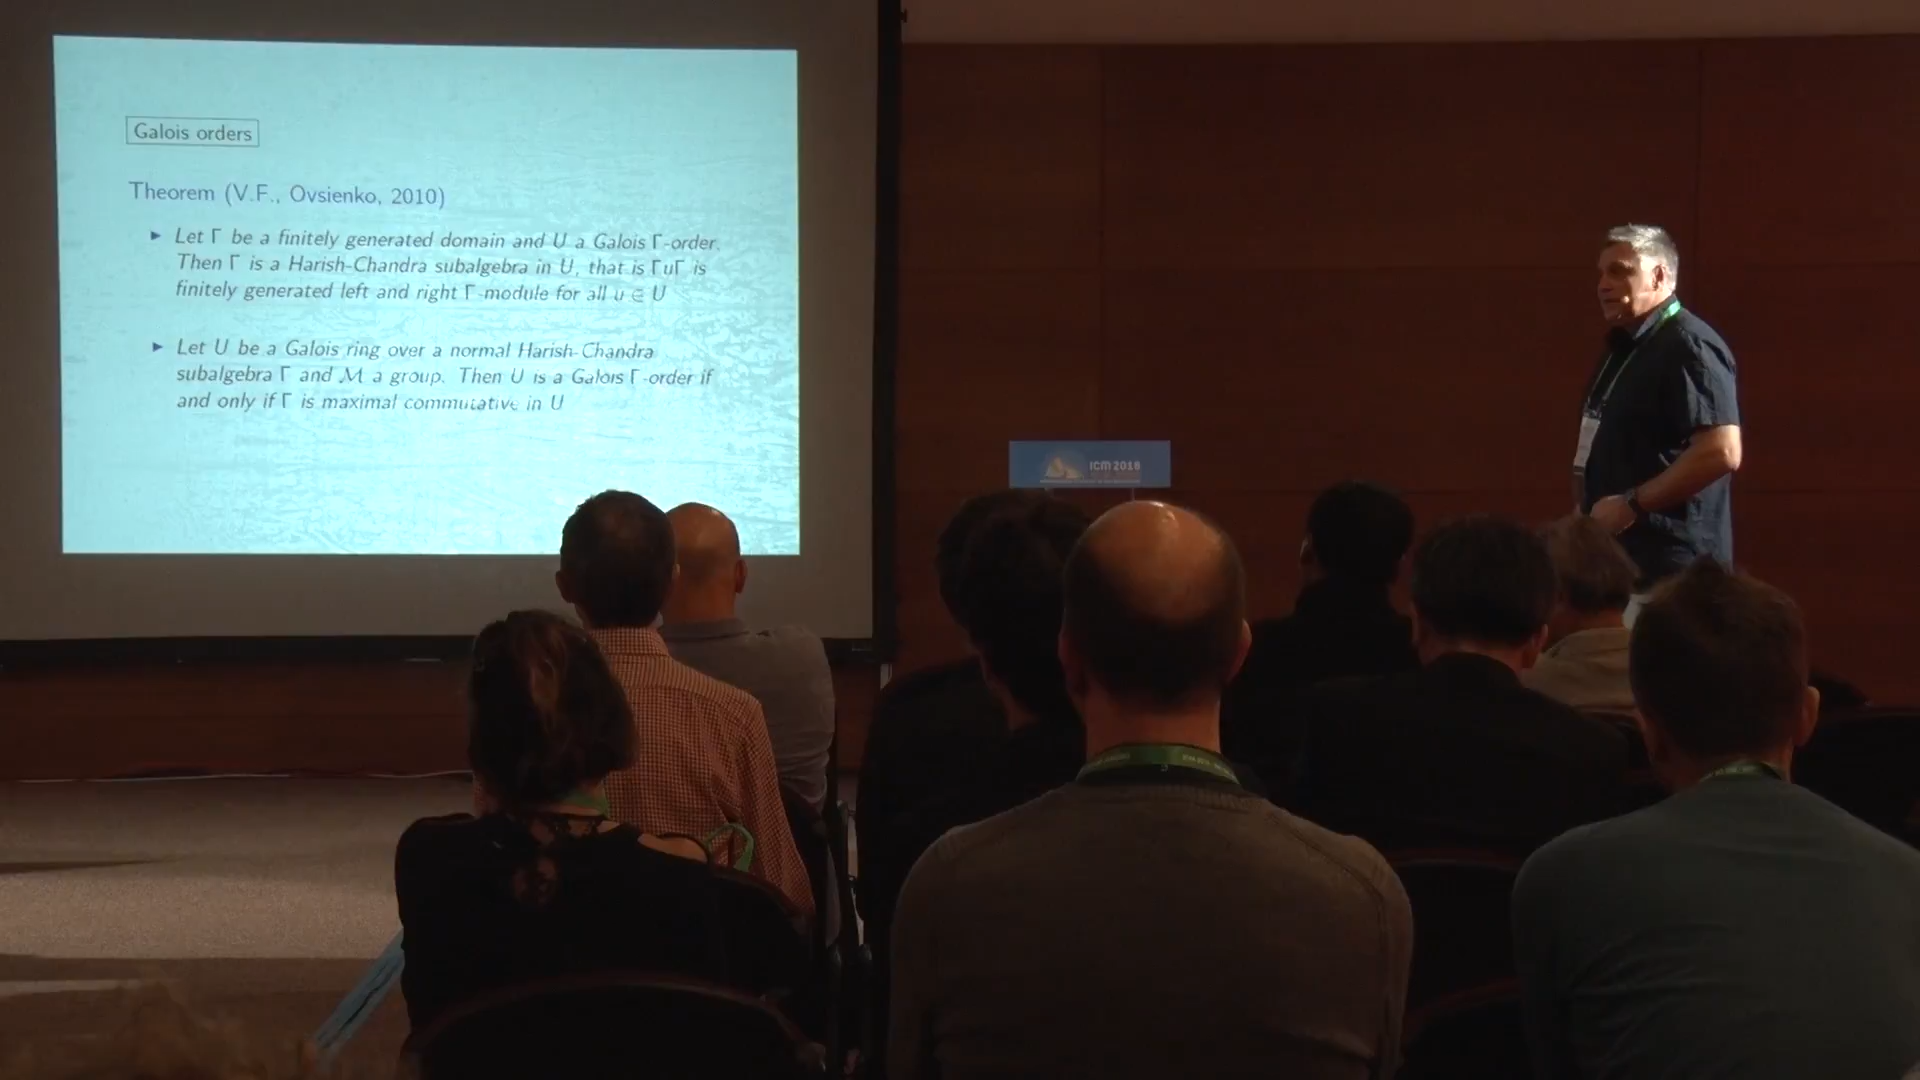 Galois orders
Theorem (V.F., Ovsienko, 2010)
► Let Γ be a finitely generated domain and U a Galois Γ-order.
Then Γ is a Harish-Chandra subalgebra in U, that is ΓuΓ is
finitely generated left and right Γ-module for all u ∈ U
► Let U be a Galois ring over a normal Harish-Chandra
subalgebra Γ and ℳ a group. Then U is a Galois Γ-order if
and only if Γ is maximal commutative in U
ICM 2018